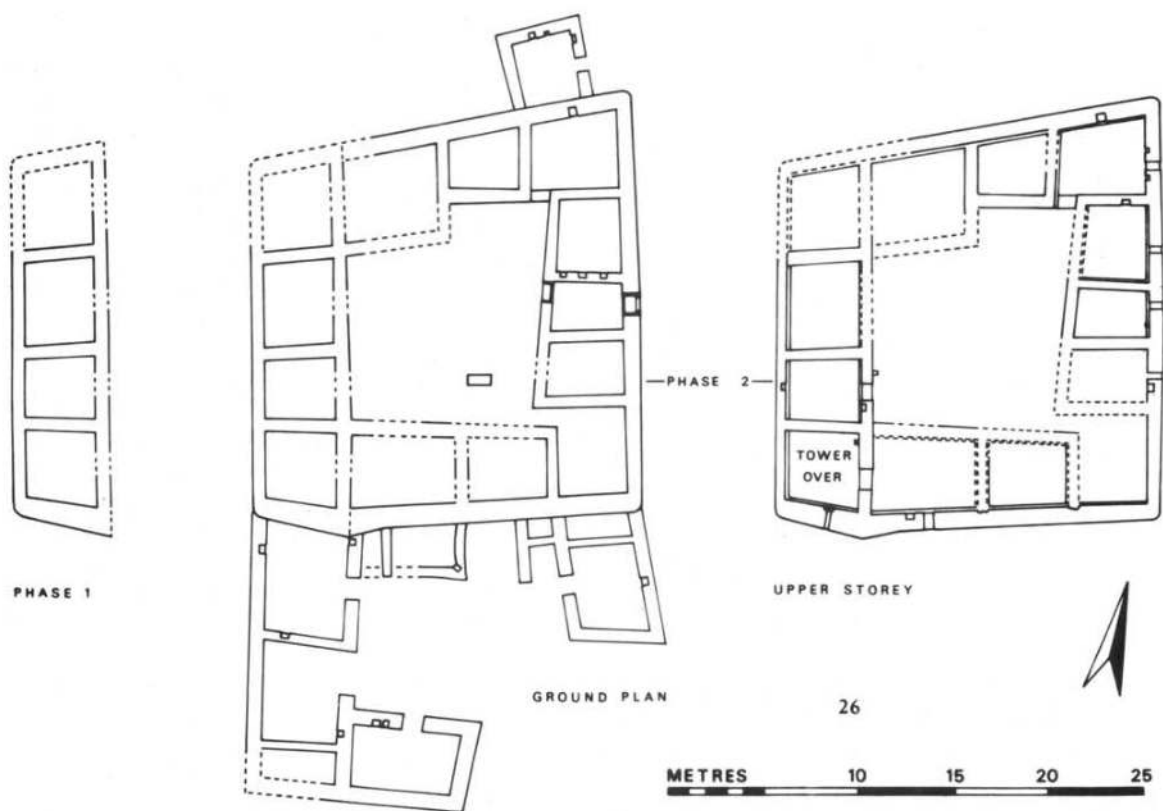 PHASE 1
PHASE 2
TOWER
OVER
UPPER STOREY
GROUND PLAN
26
METRES 10 15 20 25